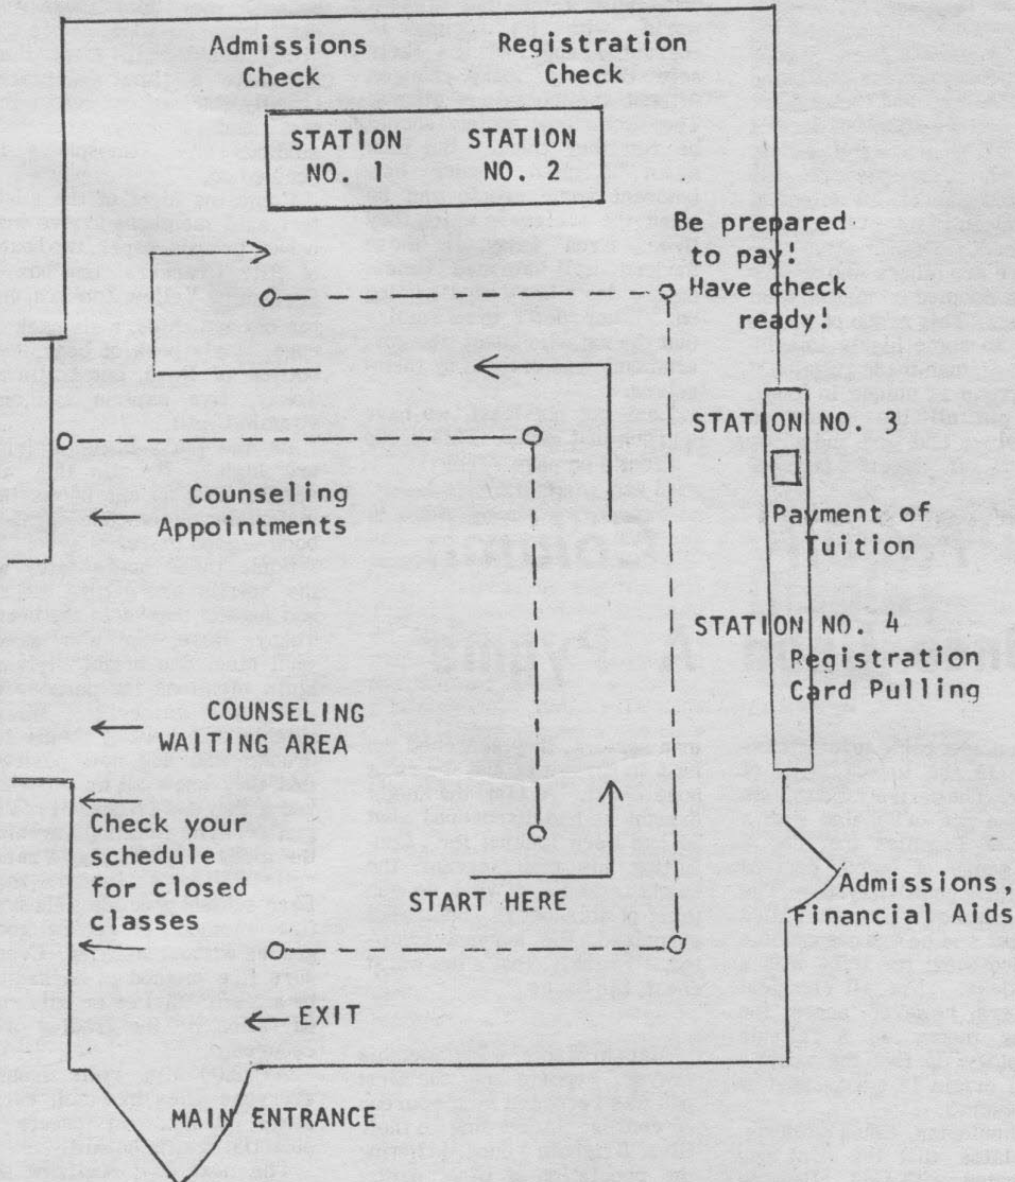 Admissions
Check
Registration
Check
STATION
NO. 1
STATION
NO. 2
Be prepared
to pay!
Have check
ready!
STATION NO. 3
Counseling
Appointments
Payment of
Tuition
STATION NO. 4
Registration
Card Pulling
COUNSELING
WAITING AREA
Check your
schedule
for closed
classes
START HERE
Admissions,
Financial Aids
EXIT
MAIN ENTRANCE